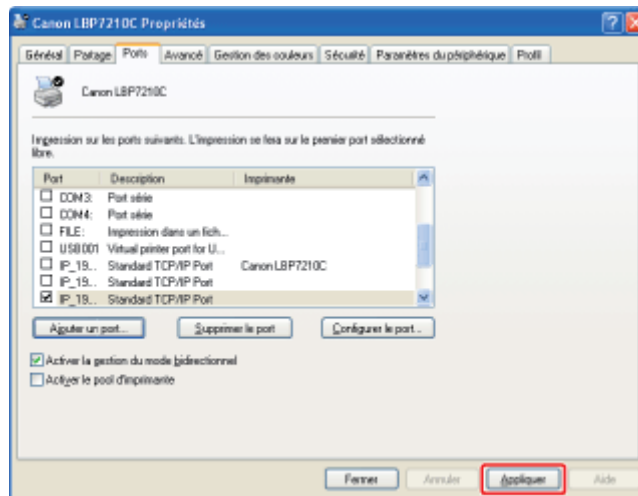 Canon LBP7210C Propriétés
Général Partage Ports Avancé Gestion des couleurs Sécurité Paramètres du périphérique Profil
Canon LBP7210C
Impression sur les ports suivants. L'impression se fera sur le premier port sélectionné
libre.
Port Description Imprimante
COM3: Port série
COM4: Port série
FILE: Impression dans un fich...
USB001 Virtual printer port for U...
IP_19... Standard TCP/IP Port Canon LBP7210C
IP_19... Standard TCP/IP Port
IP_19... Standard TCP/IP Port
Ajouter un port... Supprimer le port Configurer le port...
Activer la gestion du mode bidirectionnel
Activer le pool d'imprimante
Fermer Annuler Appliquer Aide